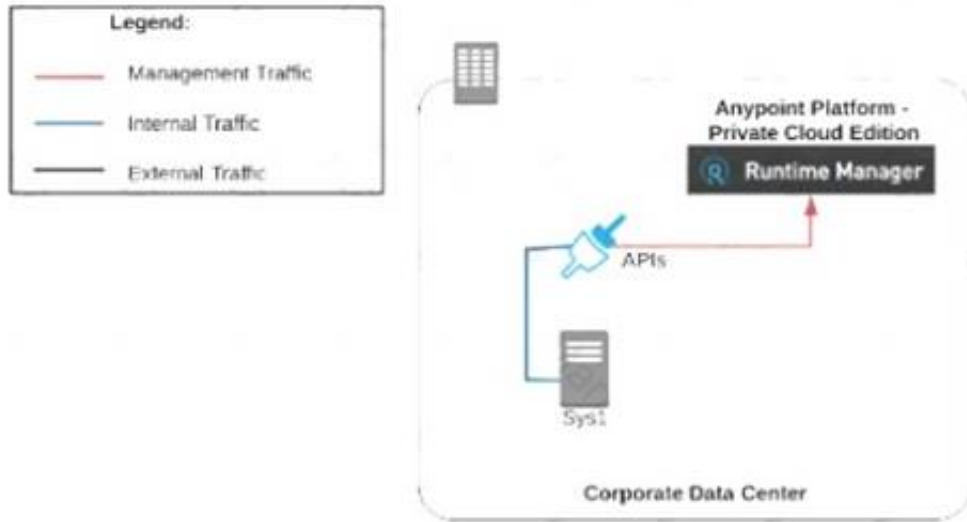 Legend:
Management Traffic
Internal Traffic
External Traffic
Anypoint Platform -
Private Cloud Edition
Runtime Manager
APIs
Sys1
Corporate Data Center